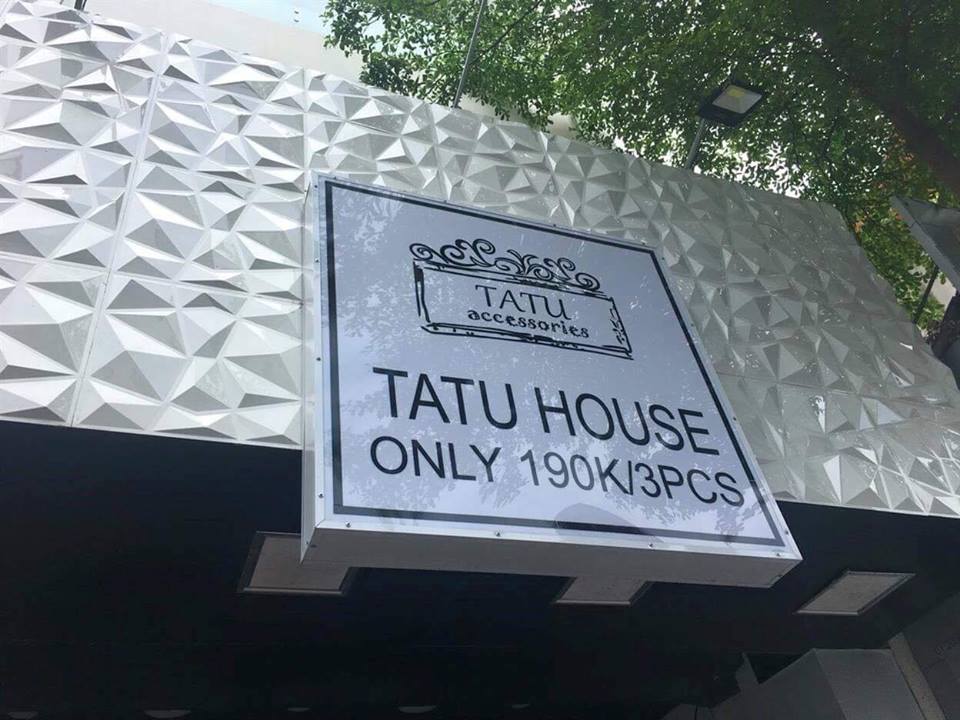 TATU
accessories
TATU HOUSE
ONLY 190K/3PCS